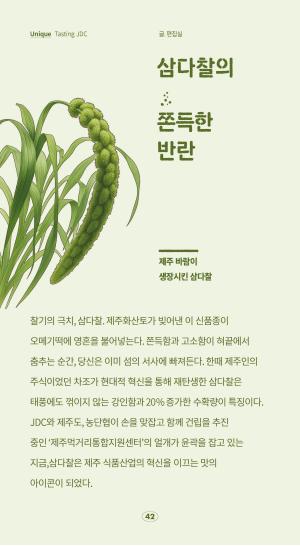 Unique Tasting JDC
글. 편집실
삼다찰의
쫀득한
반란
제주 바람이
생장시킨 삼다찰
찰기의 극치, 삼다찰. 제주화산토가 빚어낸 이 신품종이
오메기떡에 영혼을 불어넣는다. 쫀득함과 고소함이 혀끝에서
춤추는 순간, 당신은 이미 섬의 서사에 빠져든다. 한때 제주인의
주식이었던 차조가 현대적 혁신을 통해 재탄생한 삼다찰은
태풍에도 꺾이지 않는 강인함과 20% 증가한 수확량이 특징이다.
JDC와 제주도, 농단협이 손을 맞잡고 함께 건립을 추진
중인 '제주먹거리통합지원센터'의 얼개가 윤곽을 잡고 있는
지금,삼다찰은 제주 식품산업의 혁신을 이끄는 맛의
아이콘이 되었다.
42